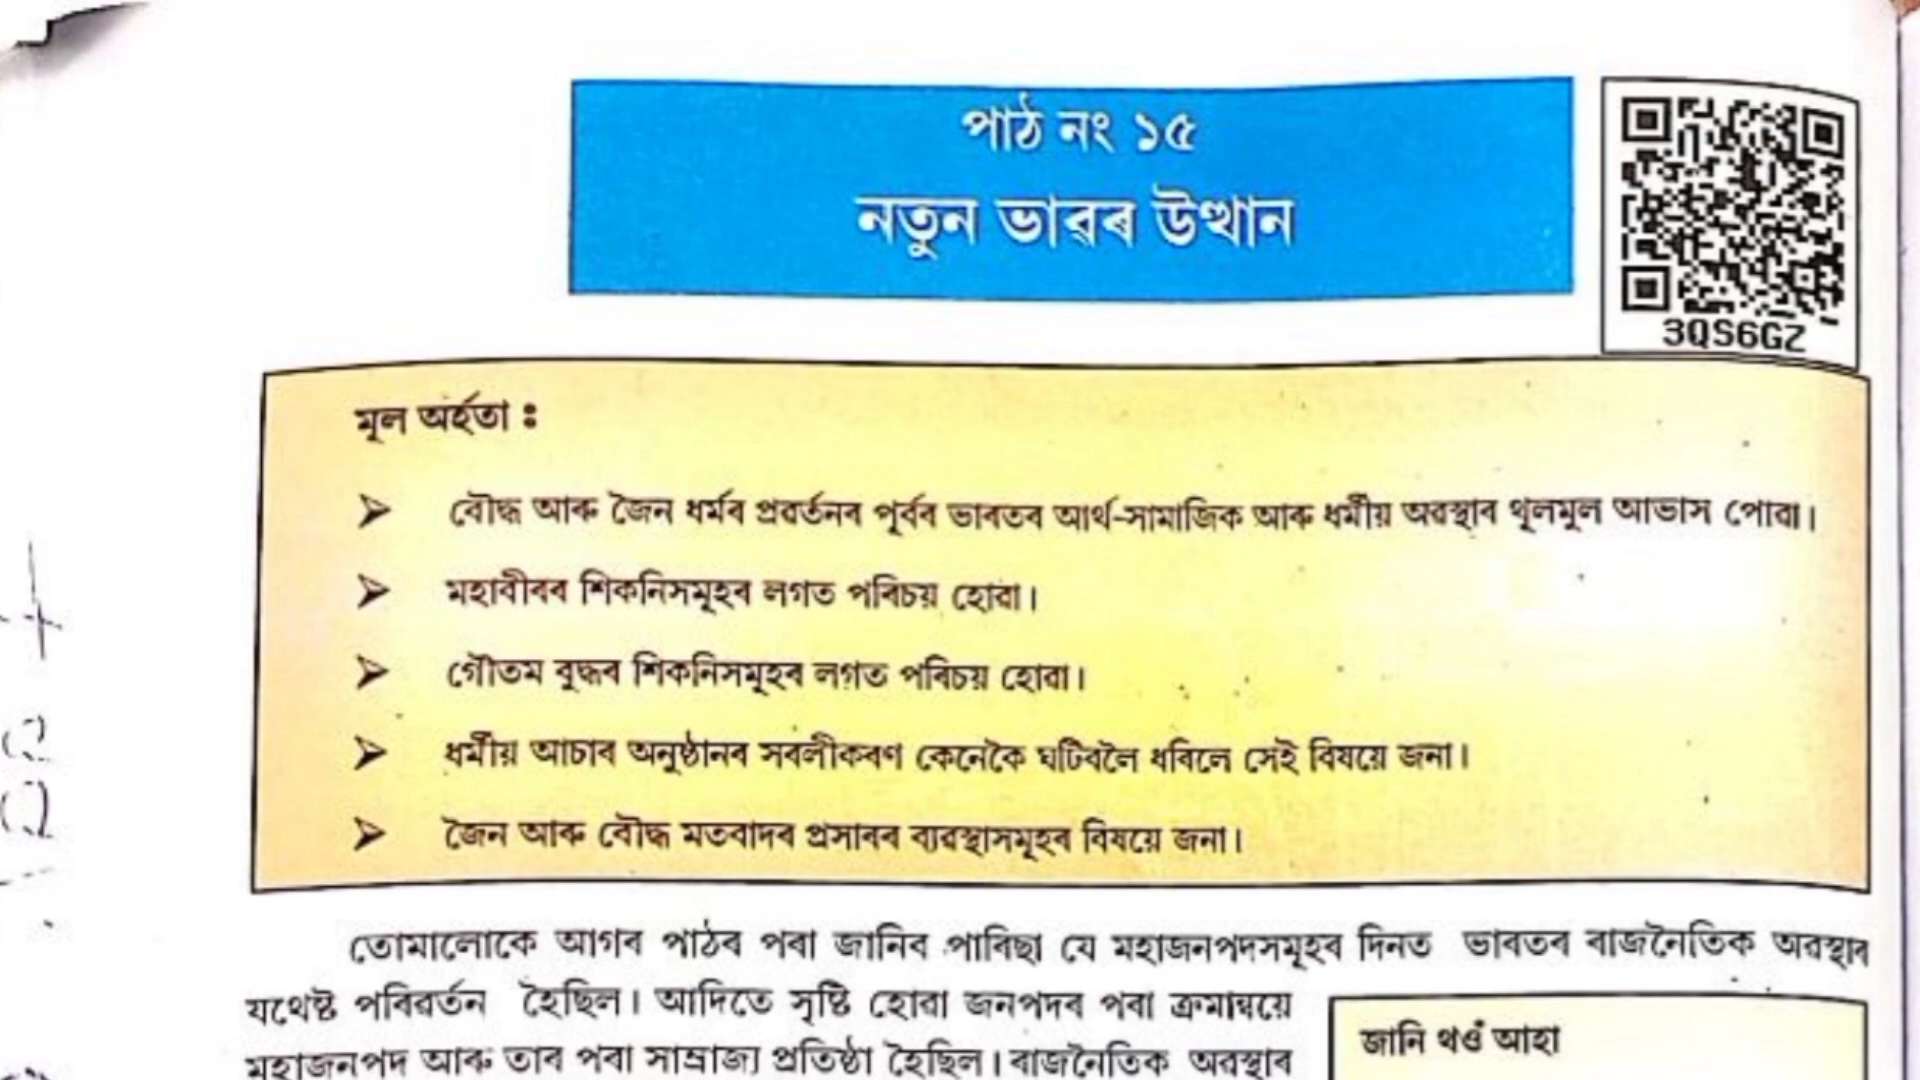 পাঠ নং ১৫
নতুন ভাৱৰ উত্থান
3QS6GZ
মূল অৰ্হতা ঃ
➢ বৌদ্ধ আৰু জৈন ধৰ্মৰ প্ৰৱৰ্তনৰ পূৰ্বৰ ভাৰতৰ আৰ্থ-সামাজিক আৰু ধৰ্মীয় অৱস্থাৰ থূলমূল আভাস পোৱা।
➢ মহাবীৰৰ শিকনিসমূহৰ লগত পৰিচয় হোৱা।
➢ গৌতম বুদ্ধৰ শিকনিসমূহৰ লগত পৰিচয় হোৱা।
➢ ধৰ্মীয় আচাৰ অনুষ্ঠানৰ সৰলীকৰণ কেনেকৈ ঘটিবলৈ ধৰিলে সেই বিষয়ে জনা।
➢ জৈন আৰু বৌদ্ধ মতবাদৰ প্ৰসাৰৰ ব্যৱস্থাসমূহৰ বিষয়ে জনা।
তোমালোকে আগৰ পাঠৰ পৰা জানিব পাৰিছা যে মহাজনপদসমূহৰ দিনত ভাৰতৰ ৰাজনৈতিক অৱস্থাৰ
যথেষ্ট পৰিৱৰ্তন হৈছিল। আদিতে সৃষ্টি হোৱা জনপদৰ পৰা ক্ৰমান্বয়ে
মহাজনপদ আৰু তাৰ পৰা সাম্ৰাজ্য প্ৰতিষ্ঠা হৈছিল। ৰাজনৈতিক অৱস্থাৰ
জানি থওঁ আহা